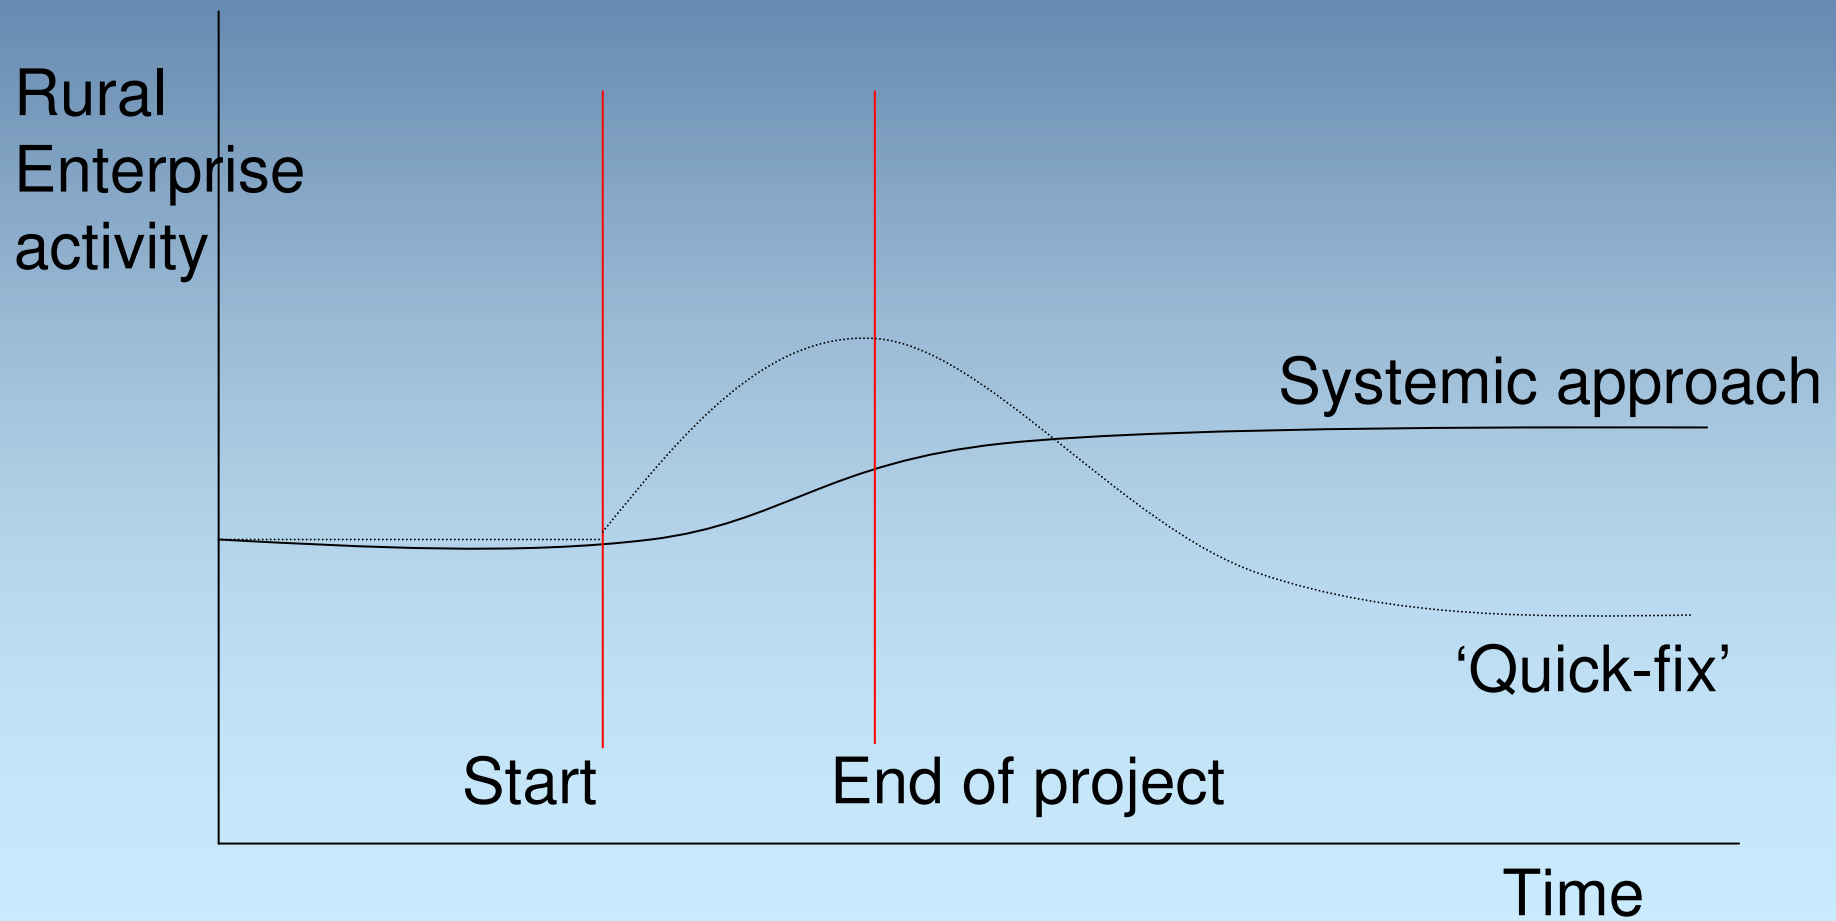 Rural
Enterprise
activity
Systemic approach
‘Quick-fix’
Start
End of project
Time